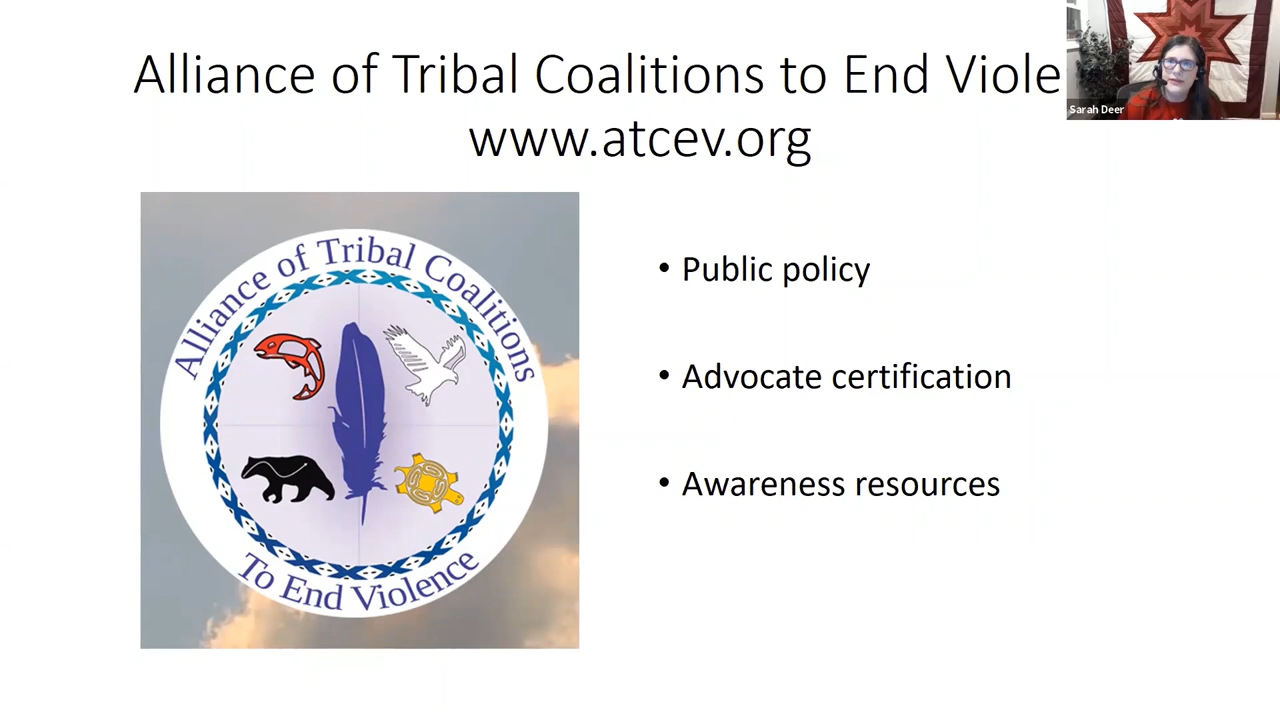 Alliance of Tribal Coalitions to End Viole
www.atcev.org
Sarah Deer
Alliance of Tribal Coalitions
To End Violence
• Public policy
• Advocate certification
• Awareness resources